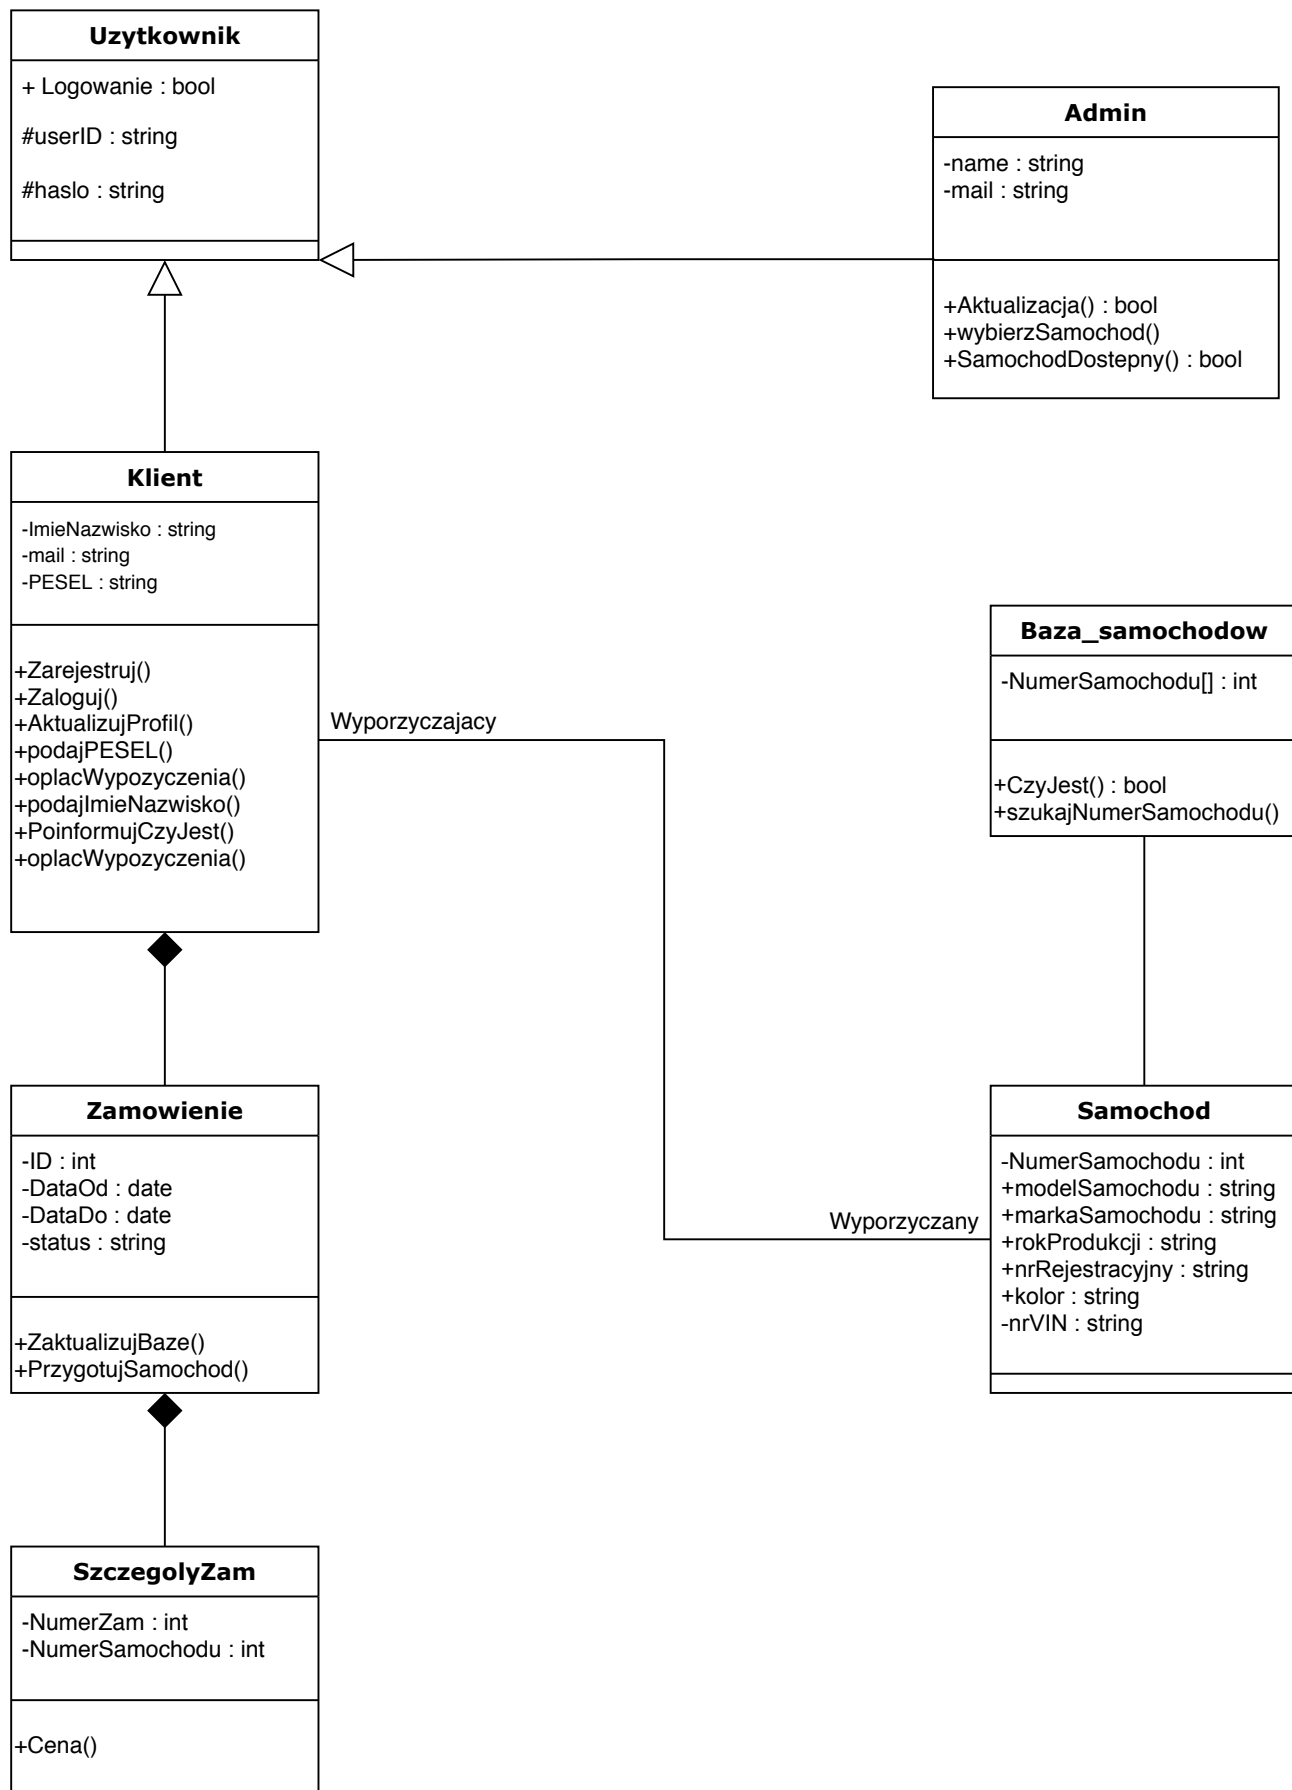 Uzytkownik
+ Logowanie : bool
#userID : string
#haslo : string
Admin
-name : string
-mail : string
+Aktualizacja() : bool
+wybierzSamochod()
+SamochodDostepny() : bool
Klient
-ImieNazwisko : string
-mail : string
-PESEL : string
+Zarejestruj()
+Zaloguj()
+AktualizujProfil()
+podajPESEL()
+oplacWypozyczenia()
+podajImieNazwisko()
+PoinformujCzyJest()
+oplacWypozyczenia()
Wyporzyczajacy
Baza_samochodow
-NumerSamochodu[] : int
+CzyJest() : bool
+szukajNumerSamochodu()
Zamowienie
-ID : int
-DataOd : date
-DataDo : date
-status : string
+ZaktualizujBaze()
+PrzygotujSamochod()
Wyporzyczany
Samochod
-NumerSamochodu : int
+modelSamochodu : string
+markaSamochodu : string
+rokProdukcji : string
+nrRejestracyjny : string
+kolor : string
-nrVIN : string
SzczegolyZam
-NumerZam : int
-NumerSamochodu : int
+Cena()